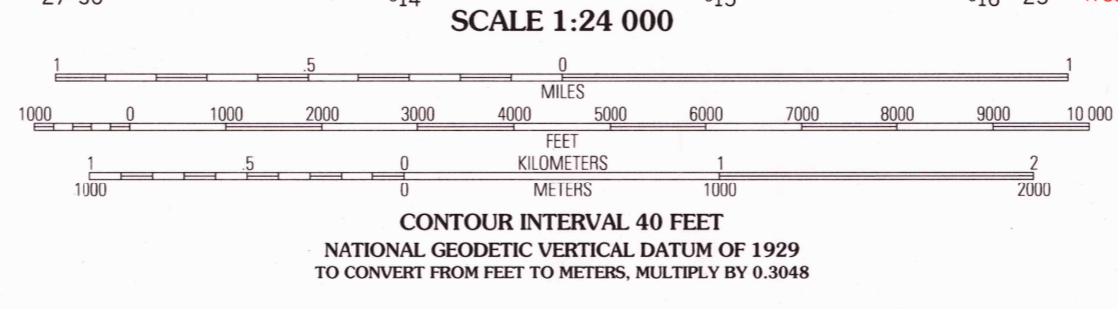 SCALE 1:24 000
1 .5 0 1
MILES
1000 0 1000 2000 3000 4000 5000 6000 7000 8000 9000 10 000
FEET
1 .5 0 KILOMETERS 1 2
1000 0 METERS 1000 2000
CONTOUR INTERVAL 40 FEET
NATIONAL GEODETIC VERTICAL DATUM OF 1929
TO CONVERT FROM FEET TO METERS, MULTIPLY BY 0.3048